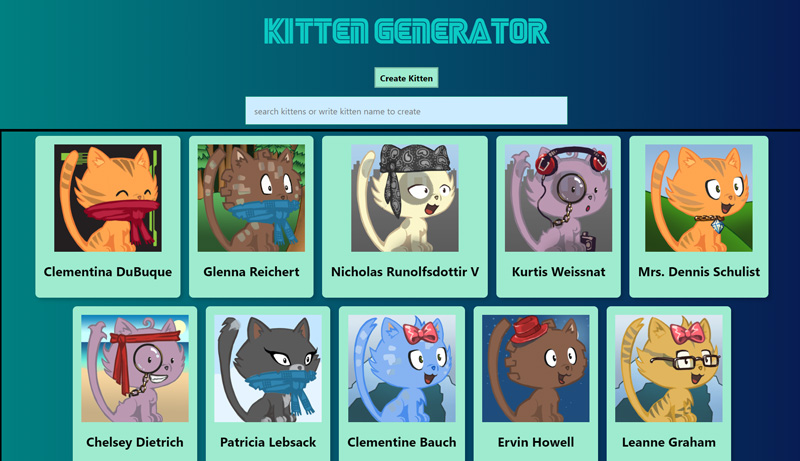 KITTEN GENERATOR
Create Kitten
search kittens or write kitten name to create
Clementina DuBuque
Glenna Reichert
Nicholas Runolfsdottir V
Kurtis Weissnat
Mrs. Dennis Schulist
Chelsey Dietrich
Patricia Lebsack
Clementine Bauch
Ervin Howell
Leanne Graham